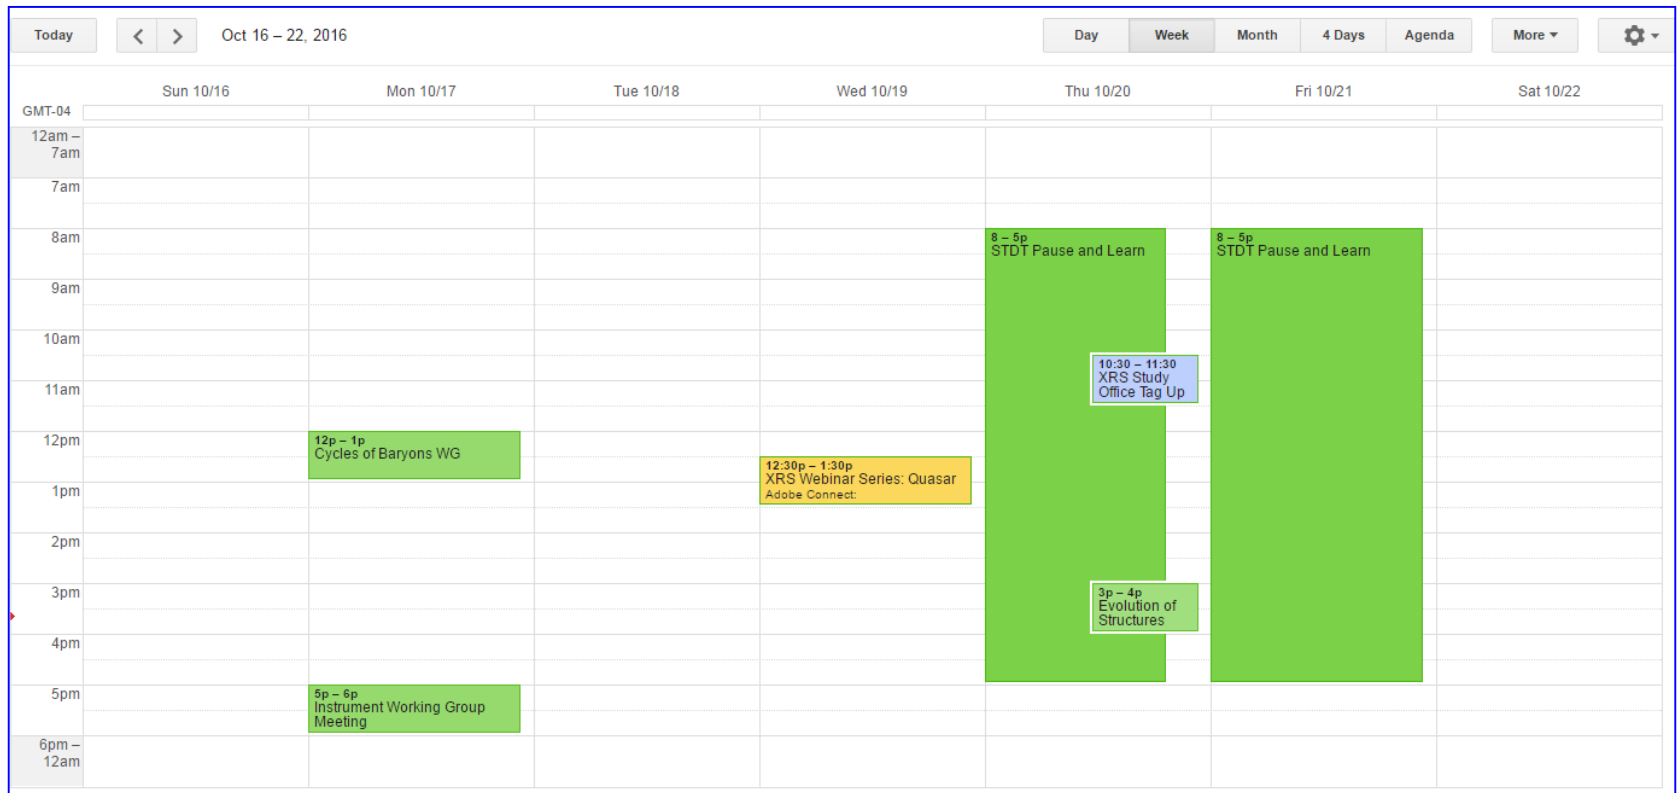 Today
Oct 16 – 22, 2016
Day
Week
Month
4 Days
Agenda
More
Sun 10/16
Mon 10/17
Tue 10/18
Wed 10/19
Thu 10/20
Fri 10/21
Sat 10/22
GMT-04
12am –
7am
7am
8am
8 – 5p
STDT Pause and Learn
8 – 5p
STDT Pause and Learn
9am
10am
10:30 – 11:30
XRS Study
Office Tag Up
11am
12pm
12p – 1p
Cycles of Baryons WG
12:30p – 1:30p
XRS Webinar Series: Quasar
Adobe Connect:
1pm
2pm
3pm
3p – 4p
Evolution of
Structures
4pm
5pm
5p – 6p
Instrument Working Group
Meeting
6pm –
12am